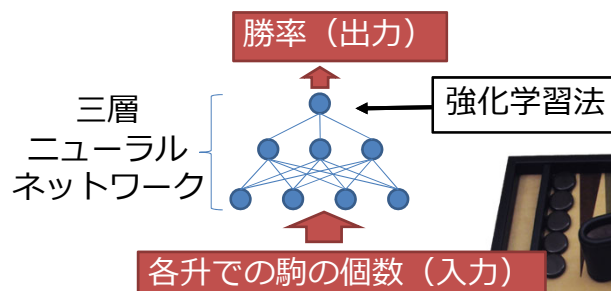 勝率（出力）
強化学習法
三層
ニューラル
ネットワーク
各升での駒の個数（入力）